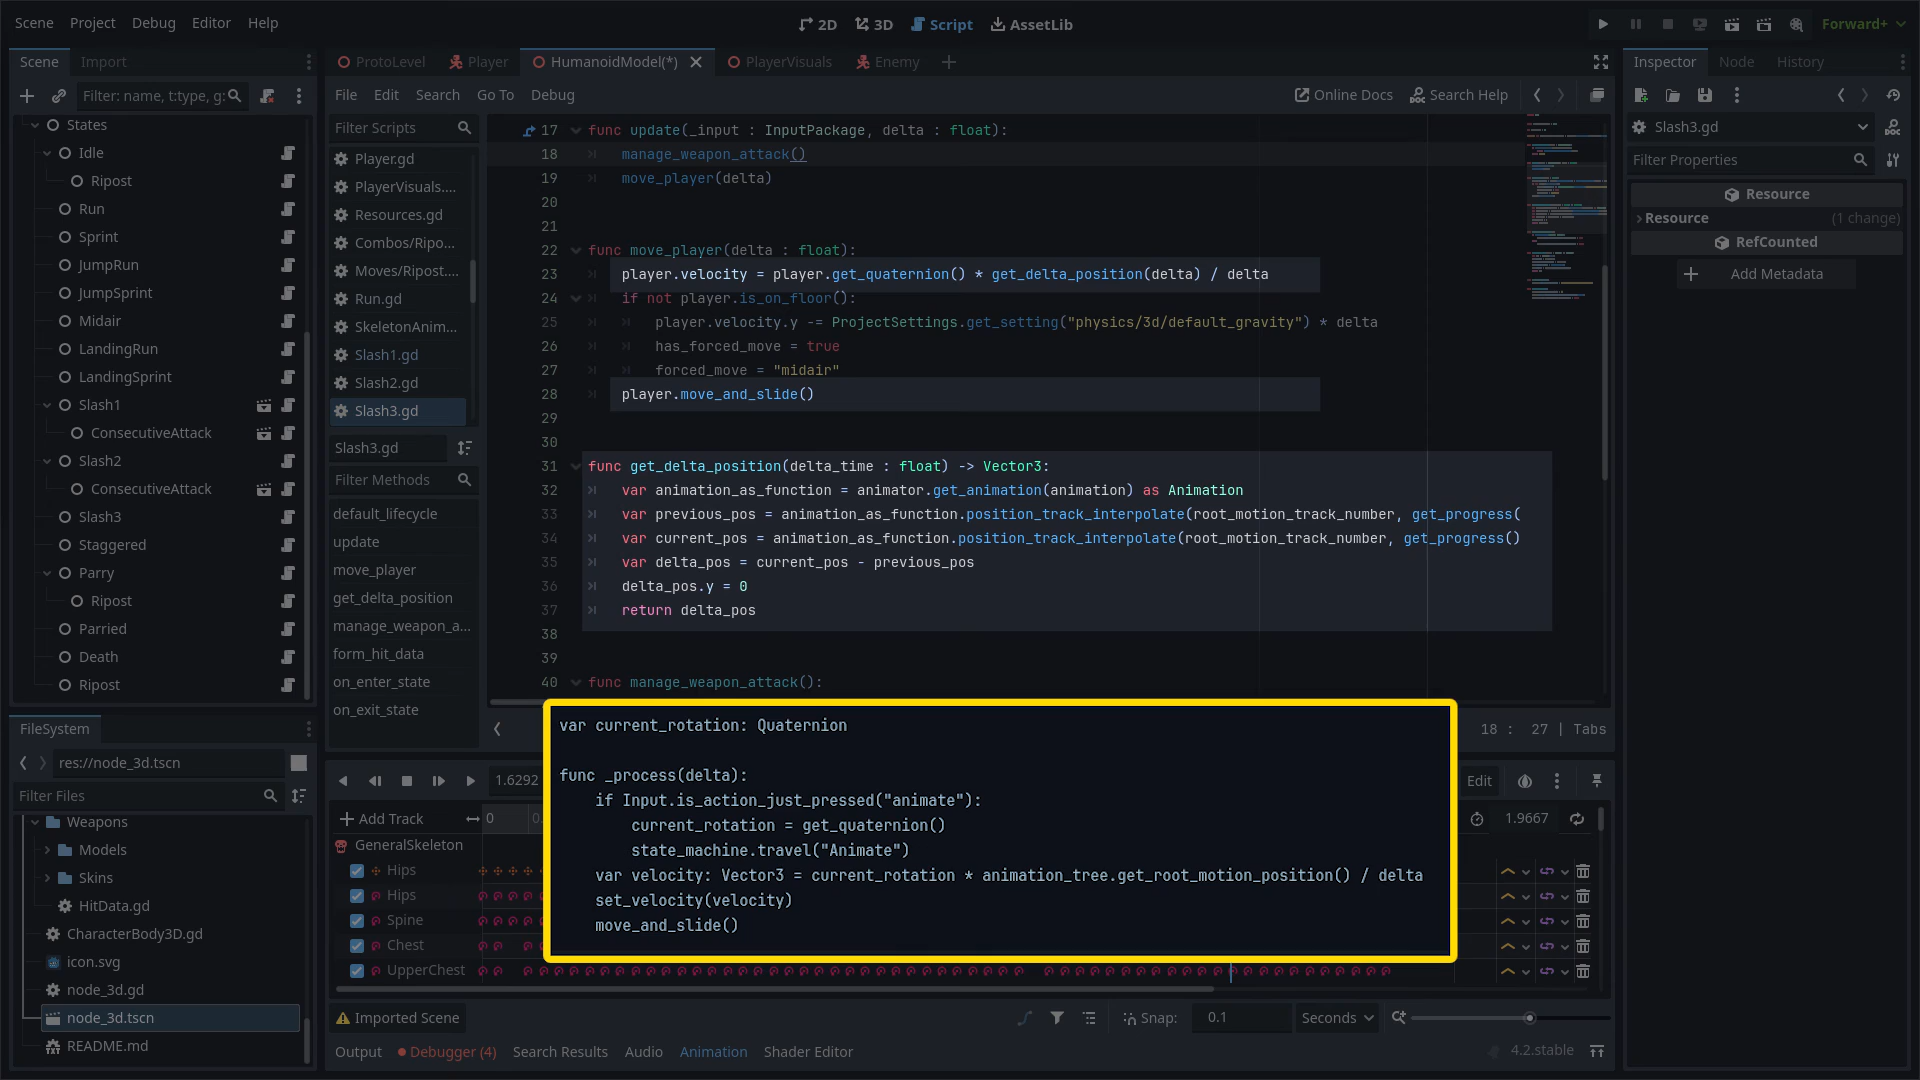 Scene Project Debug Editor Help
2D 3D Script AssetLib
Forward+
Scene Import
Filter: name, t:type, g:
States
Idle
Ripost
Run
Sprint
JumpRun
JumpSprint
Midair
LandingRun
LandingSprint
Slash1
ConsecutiveAttack
Slash2
ConsecutiveAttack
Slash3
Staggered
Parry
Ripost
Parried
Death
Ripost
FileSystem
res://node_3d.tscn
Filter Files
Weapons
Models
Skins
HitData.gd
CharacterBody3D.gd
icon.svg
node_3d.gd
node_3d.tscn
README.md
ProtoLevel Player HumanoidModel(*) PlayerVisuals Enemy
File Edit Search Go To Debug
Online Docs Search Help
Filter Scripts
Player.gd
PlayerVisuals....
Resources.gd
Combos/Ripo...
Moves/Ripost....
Run.gd
SkeletonAnim...
Slash1.gd
Slash2.gd
Slash3.gd
Slash3.gd
Filter Methods
default_lifecycle
update
move_player
get_delta_position
manage_weapon_a...
form_hit_data
on_enter_state
on_exit_state
17 func update(_input : InputPackage, delta : float):
18 manage_weapon_attack()
19 move_player(delta)
20
21
22 func move_player(delta : float):
23 player.velocity = player.get_quaternion() * get_delta_position(delta) / delta
24 if not player.is_on_floor():
25 player.velocity.y -= ProjectSettings.get_setting("physics/3d/default_gravity") * delta
26 has_forced_move = true
27 forced_move = "midair"
28 player.move_and_slide()
29
30
31 func get_delta_position(delta_time : float) -> Vector3:
32 var animation_as_function = animator.get_animation(animation) as Animation
33 var previous_pos = animation_as_function.position_track_interpolate(root_motion_track_number, get_progress(
34 var current_pos = animation_as_function.position_track_interpolate(root_motion_track_number, get_progress()
35 var delta_pos = current_pos - previous_pos
36 delta_pos.y = 0
37 return delta_pos
38
39
40 func manage_weapon_attack():
18 : 27 | Tabs
var current_rotation: Quaternion
func _process(delta):
if Input.is_action_just_pressed("animate"):
current_rotation = get_quaternion()
state_machine.travel("Animate")
var velocity: Vector3 = current_rotation * animation_tree.get_root_motion_position() / delta
set_velocity(velocity)
move_and_slide()
1.6292
Edit
Add Track
0
0.
1.9667
GeneralSkeleton
Hips
Hips
Spine
Chest
UpperChest
Imported Scene
Snap: 0.1 Seconds
Output Debugger (4) Search Results Audio Animation Shader Editor
4.2.stable
Inspector Node History
Slash3.gd
Filter Properties
Resource
Resource (1 change)
RefCounted
Add Metadata